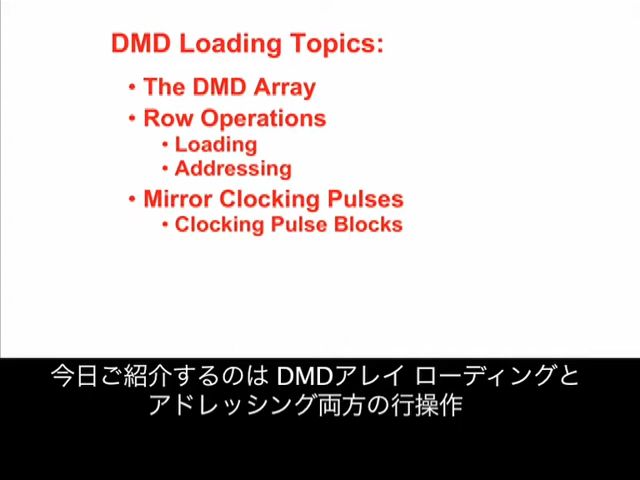 DMD Loading Topics:
• The DMD Array
• Row Operations
• Loading
• Addressing
• Mirror Clocking Pulses
• Clocking Pulse Blocks
今日ご紹介するのは DMDアレイ ローディングと
アドレッシング両方の行操作